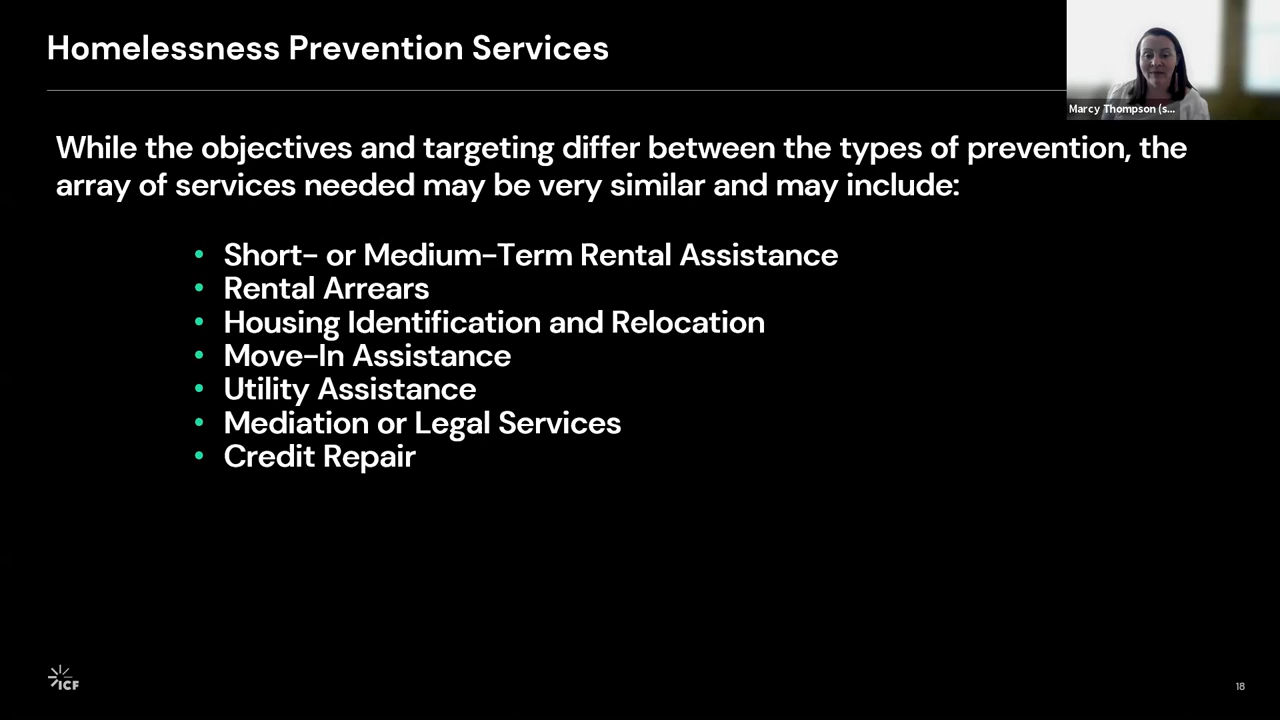 Homelessness Prevention Services
Marcy Thompson (s...
While the objectives and targeting differ between the types of prevention, the
array of services needed may be very similar and may include:
• Short- or Medium-Term Rental Assistance
• Rental Arrears
• Housing Identification and Relocation
• Move-In Assistance
• Utility Assistance
• Mediation or Legal Services
• Credit Repair
ICF
18